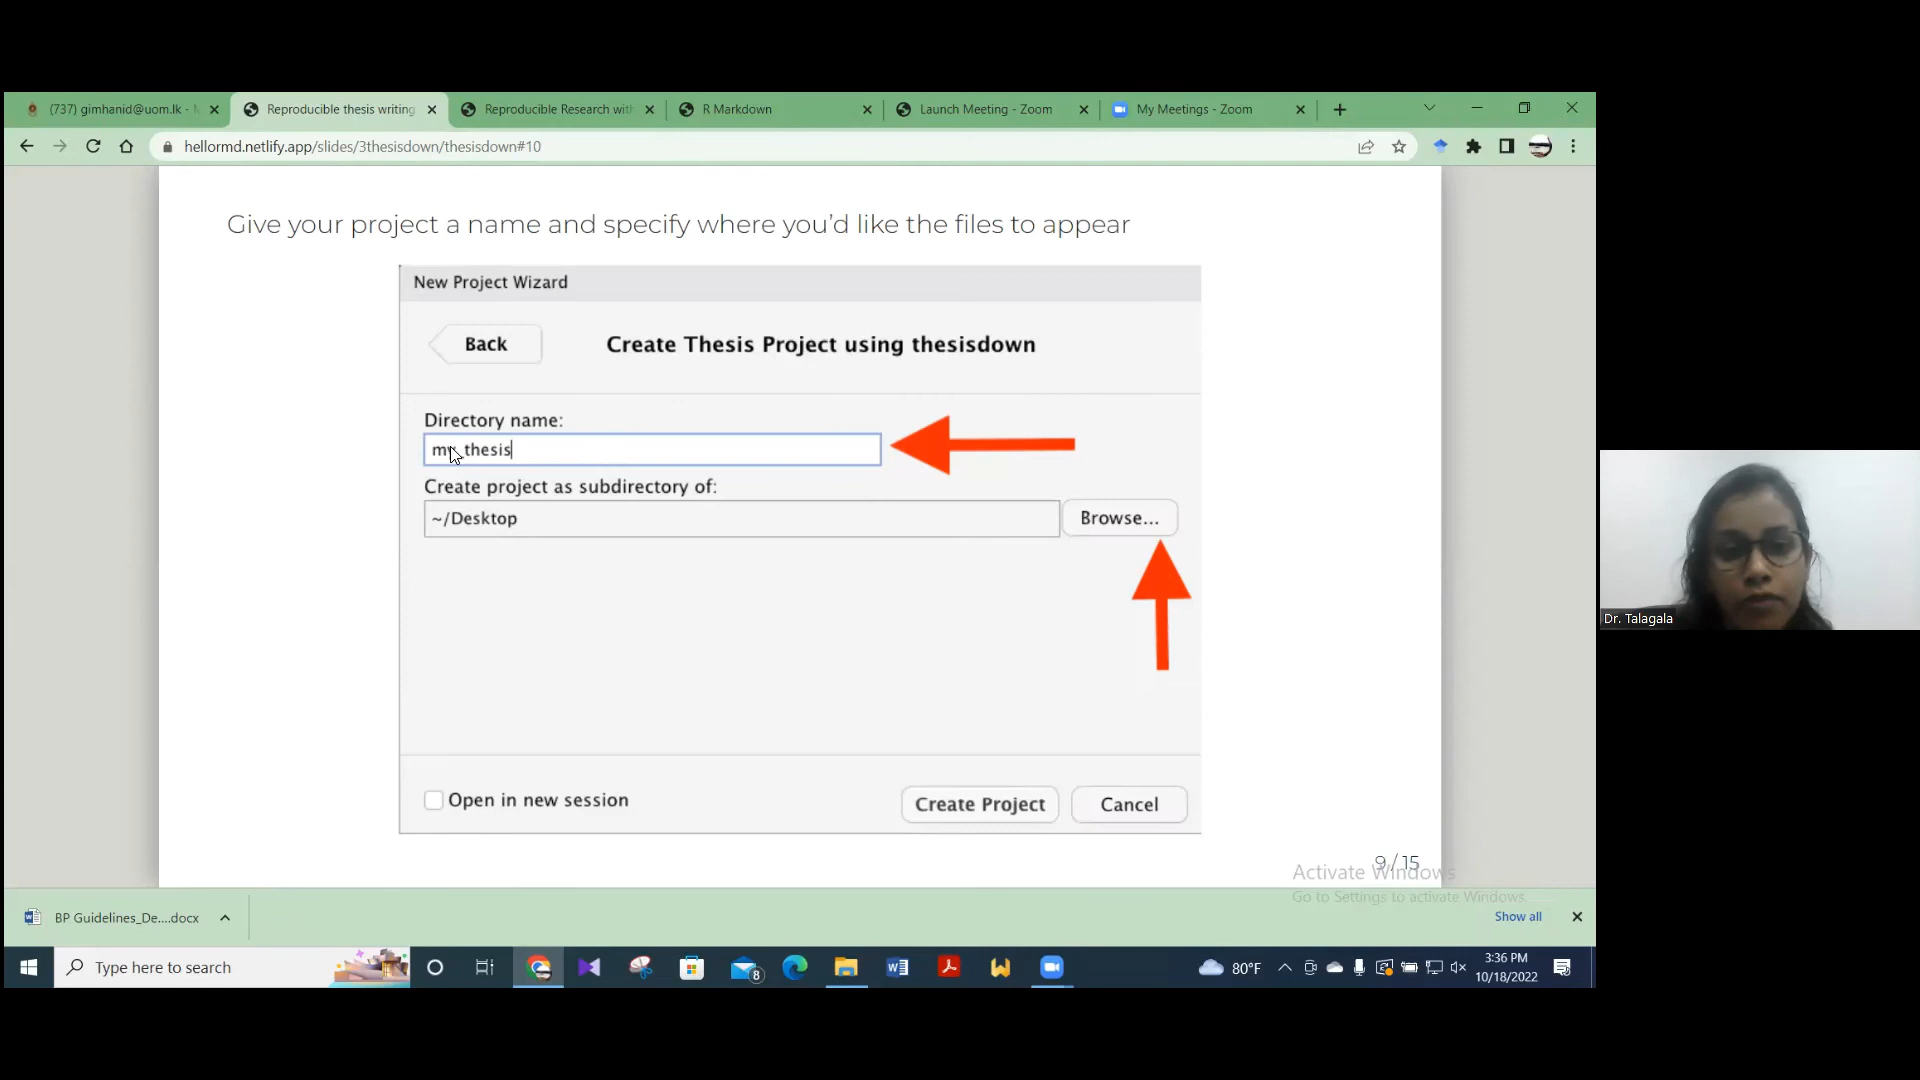 (737) gimhanid@uom.lk -
Reproducible thesis writing
Reproducible Research wit
R Markdown
Launch Meeting - Zoom
My Meetings - Zoom
hellormd.netlify.app/slides/3thesisdown/thesisdown#10
Give your project a name and specify where you'd like the files to appear
New Project Wizard
Back
Create Thesis Project using thesisdown
Directory name:
my_thesis
Create project as subdirectory of:
~/Desktop
Browse...
Dr. Talagala
Open in new session
Create Project
Cancel
9 / 15
Activate Windows
Go to Settings to activate Windows.
BP Guidelines_De....docx
Show all
Type here to search
8
80°F
3:36 PM
10/18/2022